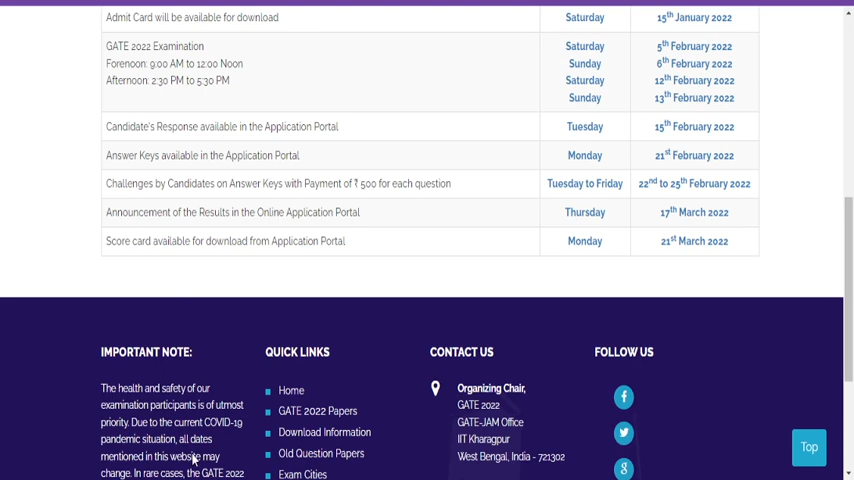 Admit Card will be available for download Saturday 15th January 2022
GATE 2022 Examination Saturday 5th February 2022
Forenoon: 9:00 AM to 12:00 Noon Sunday 6th February 2022
Afternoon: 2:30 PM to 5:30 PM Saturday 12th February 2022
Sunday 13th February 2022
Candidate's Response available in the Application Portal Tuesday 15th February 2022
Answer Keys available in the Application Portal Monday 21st February 2022
Challenges by Candidates on Answer Keys with Payment of ₹ 500 for each question Tuesday to Friday 22nd to 25th February 2022
Announcement of the Results in the Online Application Portal Thursday 17th March 2022
Score card available for download from Application Portal Monday 21st March 2022
IMPORTANT NOTE:
The health and safety of our
examination participants is of utmost
priority. Due to the current COVID-19
pandemic situation, all dates
mentioned in this website may
change. In rare cases, the GATE 2022
QUICK LINKS
Home
GATE 2022 Papers
Download Information
Old Question Papers
Exam Cities
CONTACT US
Organizing Chair,
GATE 2022
GATE-JAM Office
IIT Kharagpur
West Bengal, India - 721302
FOLLOW US
Top